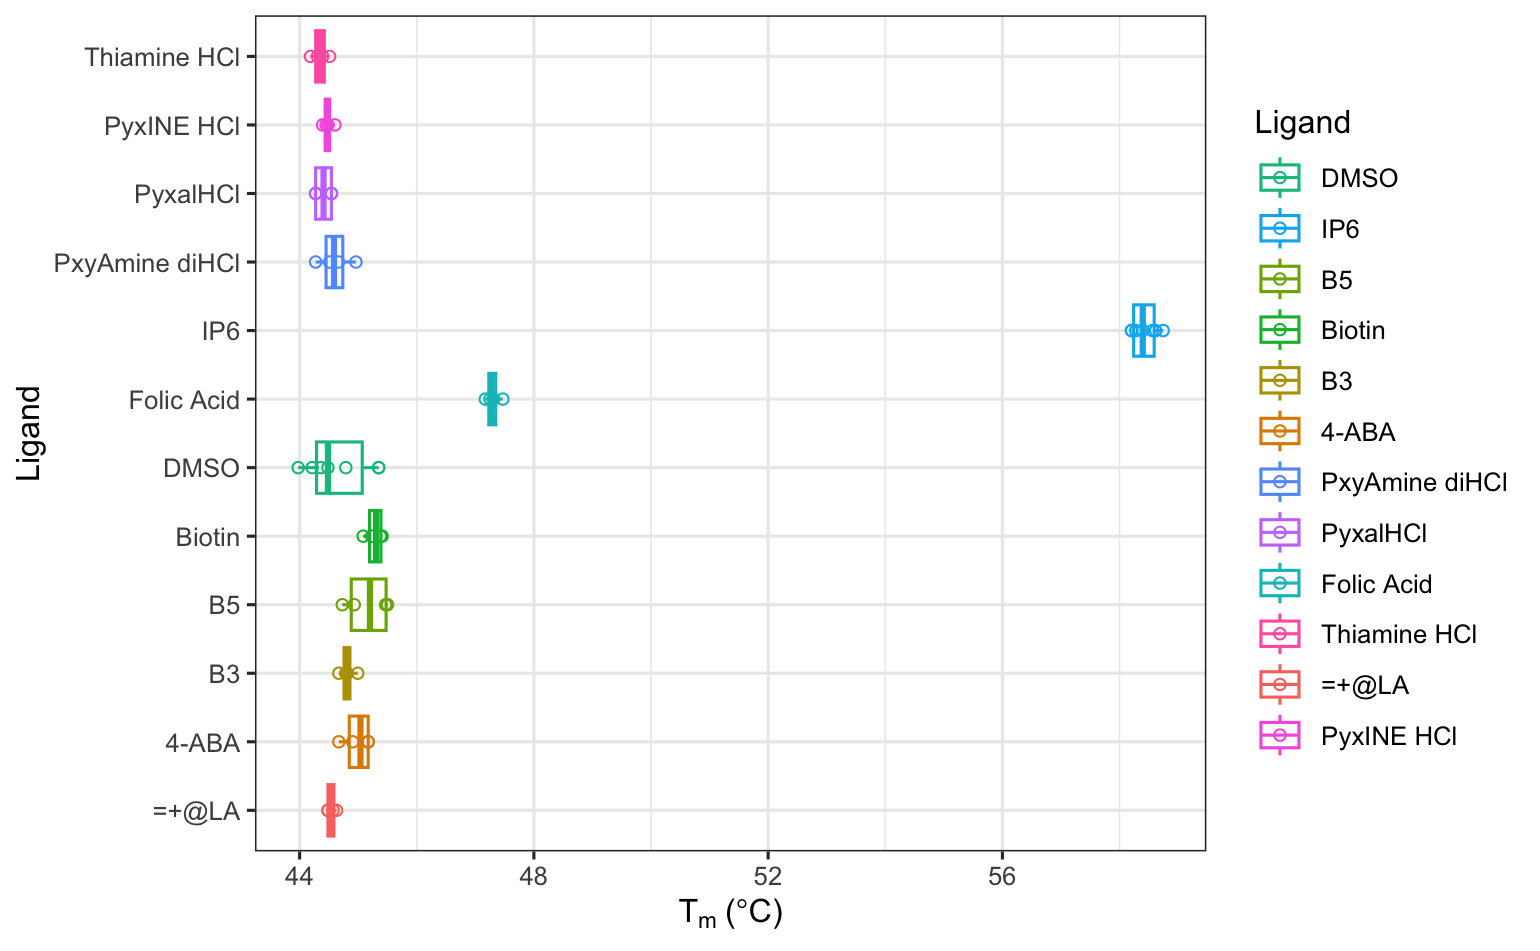 Thiamine HCl
PyxINE HCl
PyxalHCl
PxyAmine diHCl
IP6
Folic Acid
DMSO
Biotin
B5
B3
4-ABA
=+@LA
Ligand
44 48 52 56
Tm (°C)
Ligand
DMSO
IP6
B5
Biotin
B3
4-ABA
PxyAmine diHCl
PyxalHCl
Folic Acid
Thiamine HCl
=+@LA
PyxINE HCl